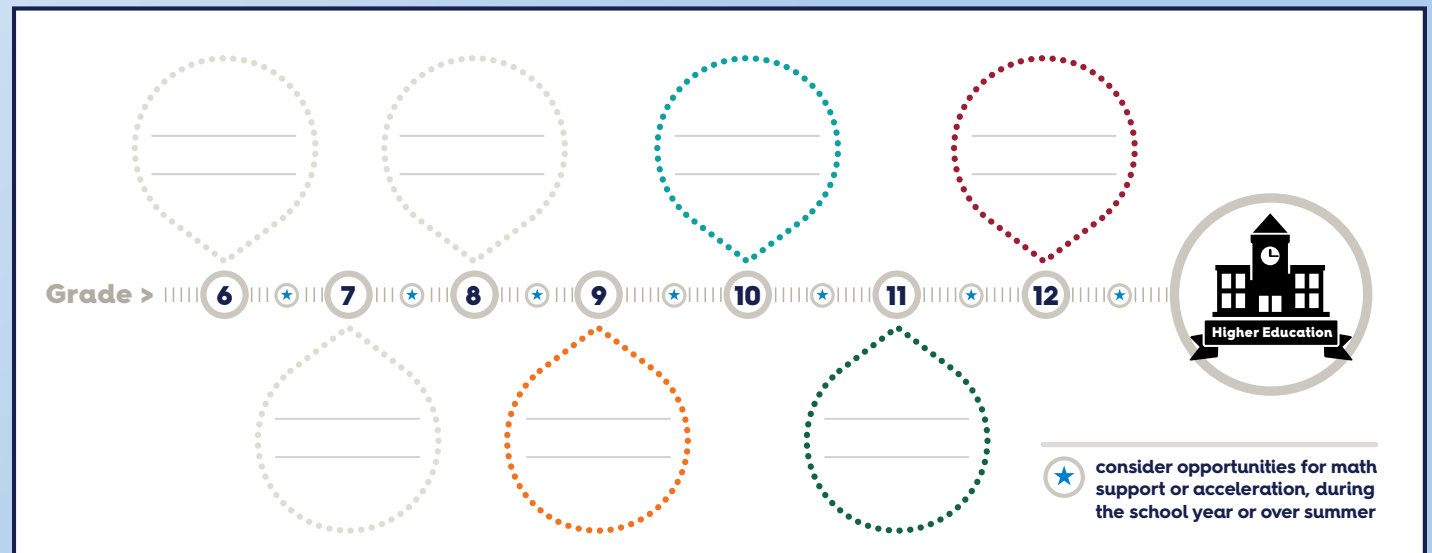 Grade > 6 7 8 9 10 11 12
Higher Education
consider opportunities for math
support or acceleration, during
the school year or over summer